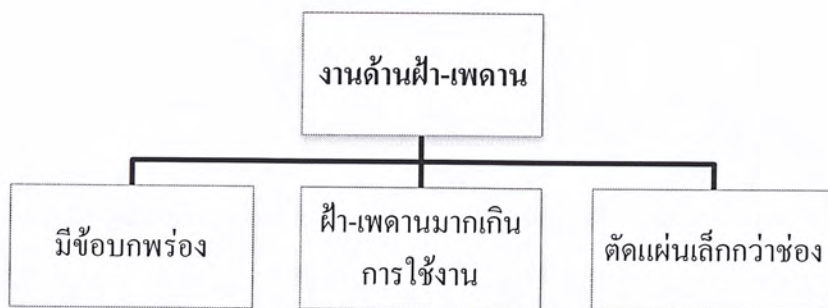 งานด้านฝ้า-เพดาน
มีข้อบกพร่อง
ฝ้า-เพดานมากเกิน
การใช้งาน
ตัดแผ่นเล็กกว่าช่อง